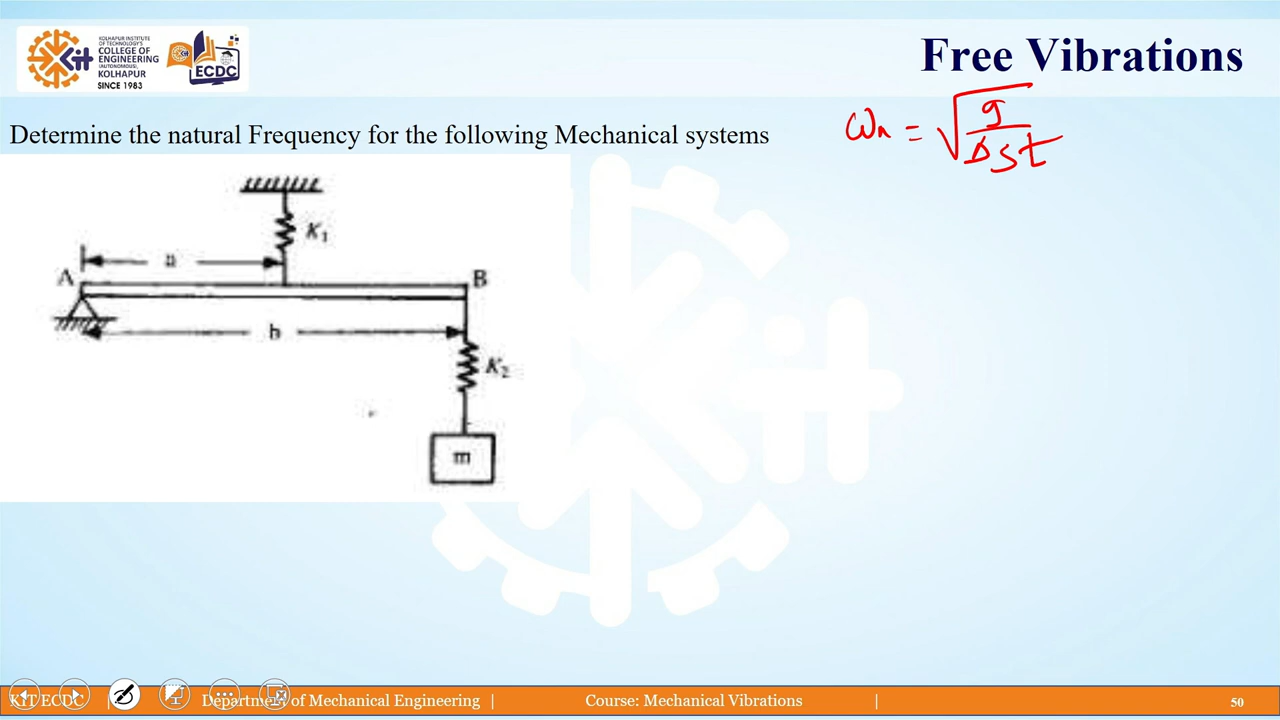 KOLHAPUR INSTITUTE
OF TECHNOLOGY'S
COLLEGE OF
ENGINEERING
(AUTONOMOUS),
KOLHAPUR
SINCE 1983
Kit
ECDC
Free Vibrations
Determine the natural Frequency for the following Mechanical systems
ωn = √g/Δst
K1
a
A
B
b
K2
m
KIT ECDC | Department of Mechanical Engineering | Course: Mechanical Vibrations | 50